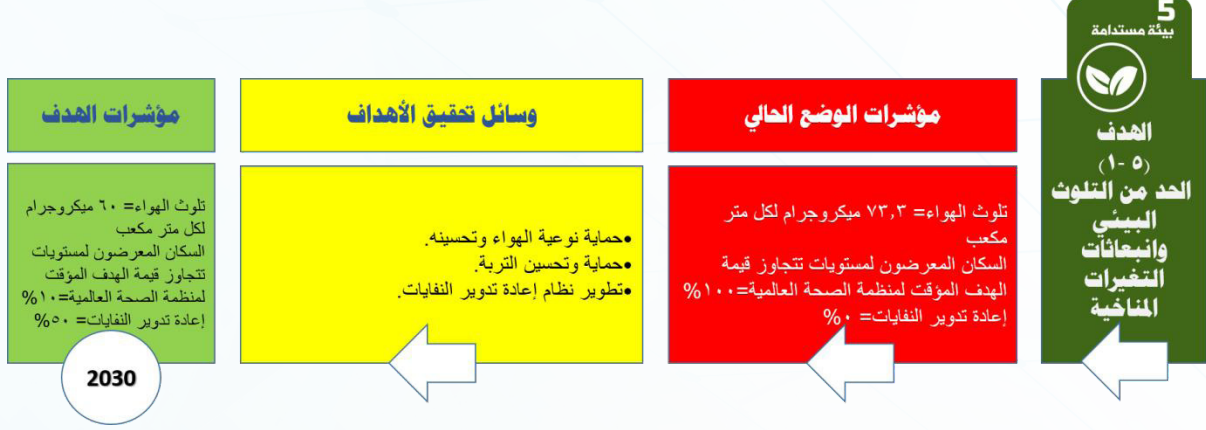 5
بيئة مستدامة
الهدف
(٥ -١)
الحد من التلوث
البيئي
وانبعاثات
التغيرات
المناخية
مؤشرات الوضع الحالي
تلوث الهواء= ٧٣,٣ ميكروجرام لكل متر
مكعب
السكان المعرضون لمستويات تتجاوز قيمة
الهدف المؤقت لمنظمة الصحة العالمية=١٠٠%
إعادة تدوير النفايات= ٠%
وسائل تحقيق الأهداف
•حماية نوعية الهواء وتحسينه.
•حماية وتحسين التربة.
•تطوير نظام إعادة تدوير النفايات.
مؤشرات الهدف
تلوث الهواء= ٦٠ ميكروجرام
لكل متر مكعب
السكان المعرضون لمستويات
تتجاوز قيمة الهدف المؤقت
لمنظمة الصحة العالمية=١٠%
إعادة تدوير النفايات= ٥٠%
2030